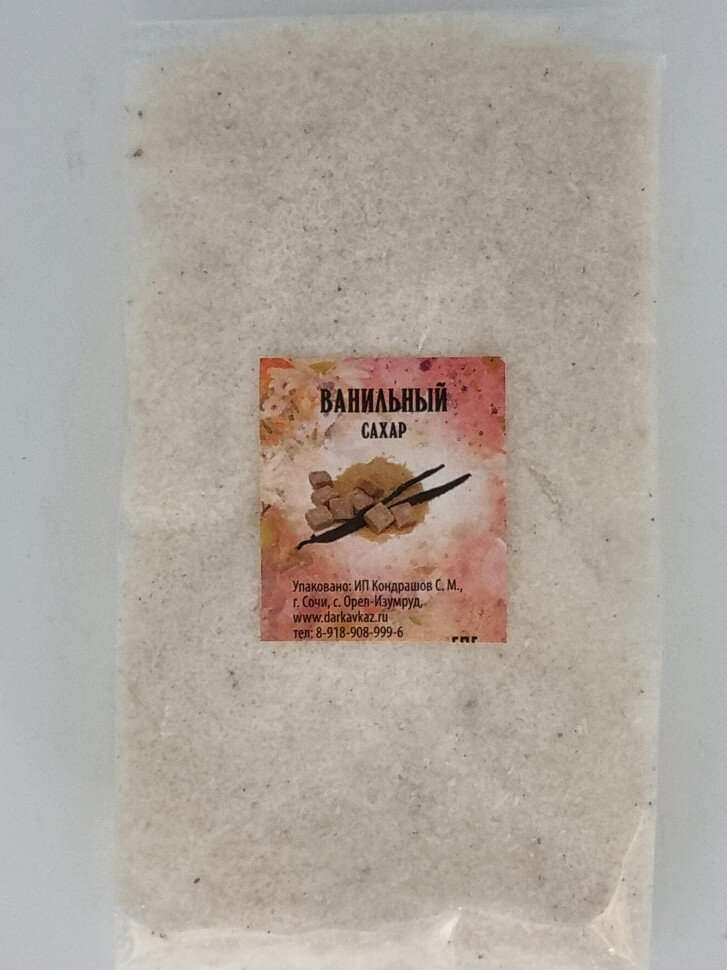 ВАНИЛЬНЫЙ
САХАР
Упаковано: ИП Кондрашов С. М.,
г. Сочи, с. Орел-Изумруд,
www.darkavkaz.ru
тел: 8-918-908-999-6